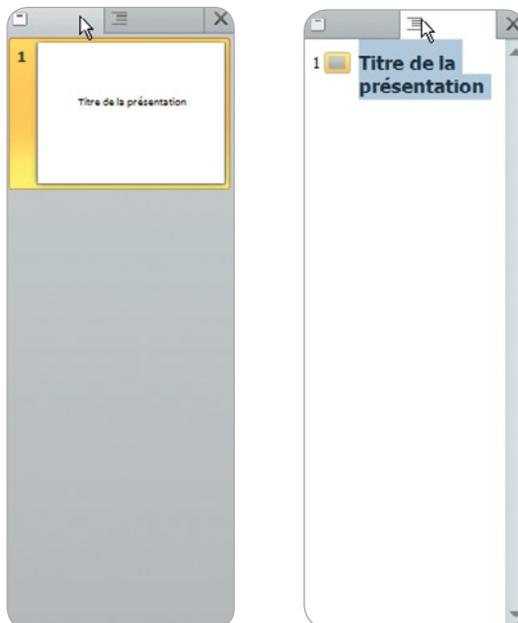 1
Titre de la présentation
1 Titre de la
présentation